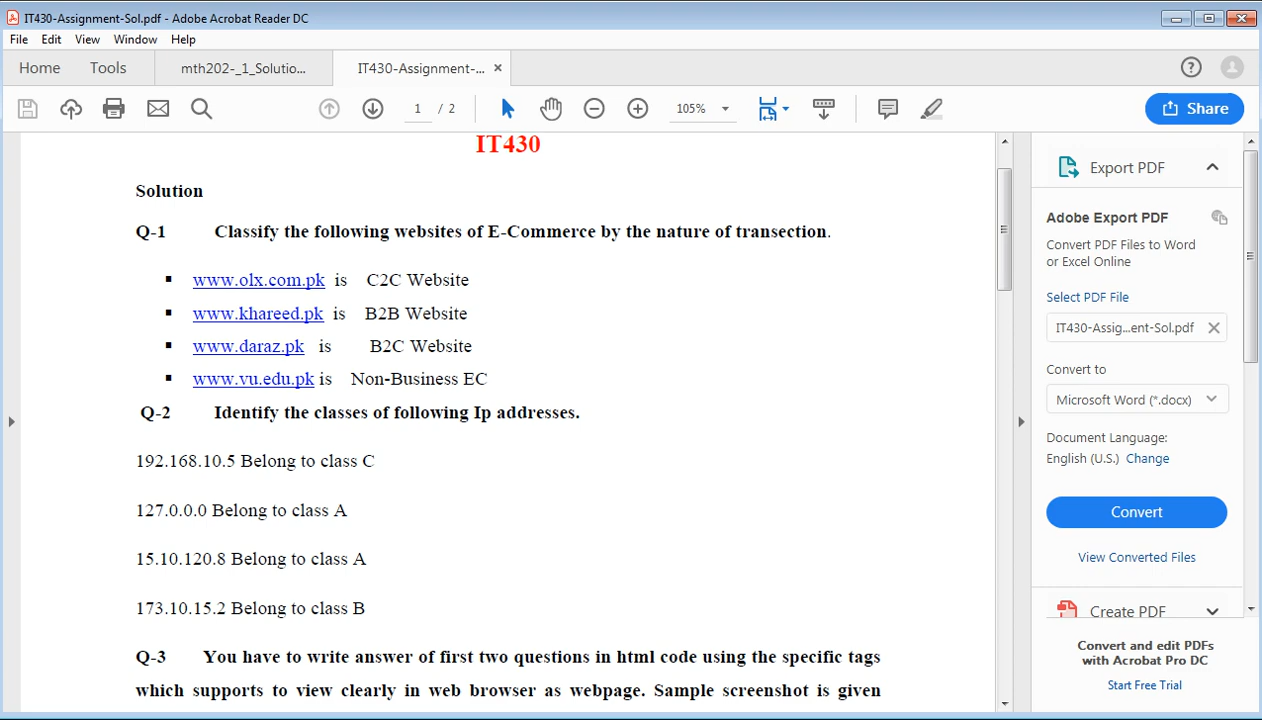 IT430-Assignment-Sol.pdf - Adobe Acrobat Reader DC
File Edit View Window Help
Home Tools mth202-_1_Solutio... IT430-Assignment-... ×
1 / 2 105% Share
IT430
Solution
Q-1 Classify the following websites of E-Commerce by the nature of transection.
▪ www.olx.com.pk is C2C Website
▪ www.khareed.pk is B2B Website
▪ www.daraz.pk is B2C Website
▪ www.vu.edu.pk is Non-Business EC
Q-2 Identify the classes of following Ip addresses.
192.168.10.5 Belong to class C
127.0.0.0 Belong to class A
15.10.120.8 Belong to class A
173.10.15.2 Belong to class B
Q-3 You have to write answer of first two questions in html code using the specific tags
which supports to view clearly in web browser as webpage. Sample screenshot is given
Export PDF
Adobe Export PDF
Convert PDF Files to Word
or Excel Online
Select PDF File
IT430-Assig...ent-Sol.pdf
Convert to
Microsoft Word (*.docx)
Document Language:
English (U.S.) Change
Convert
View Converted Files
Create PDF
Convert and edit PDFs
with Acrobat Pro DC
Start Free Trial